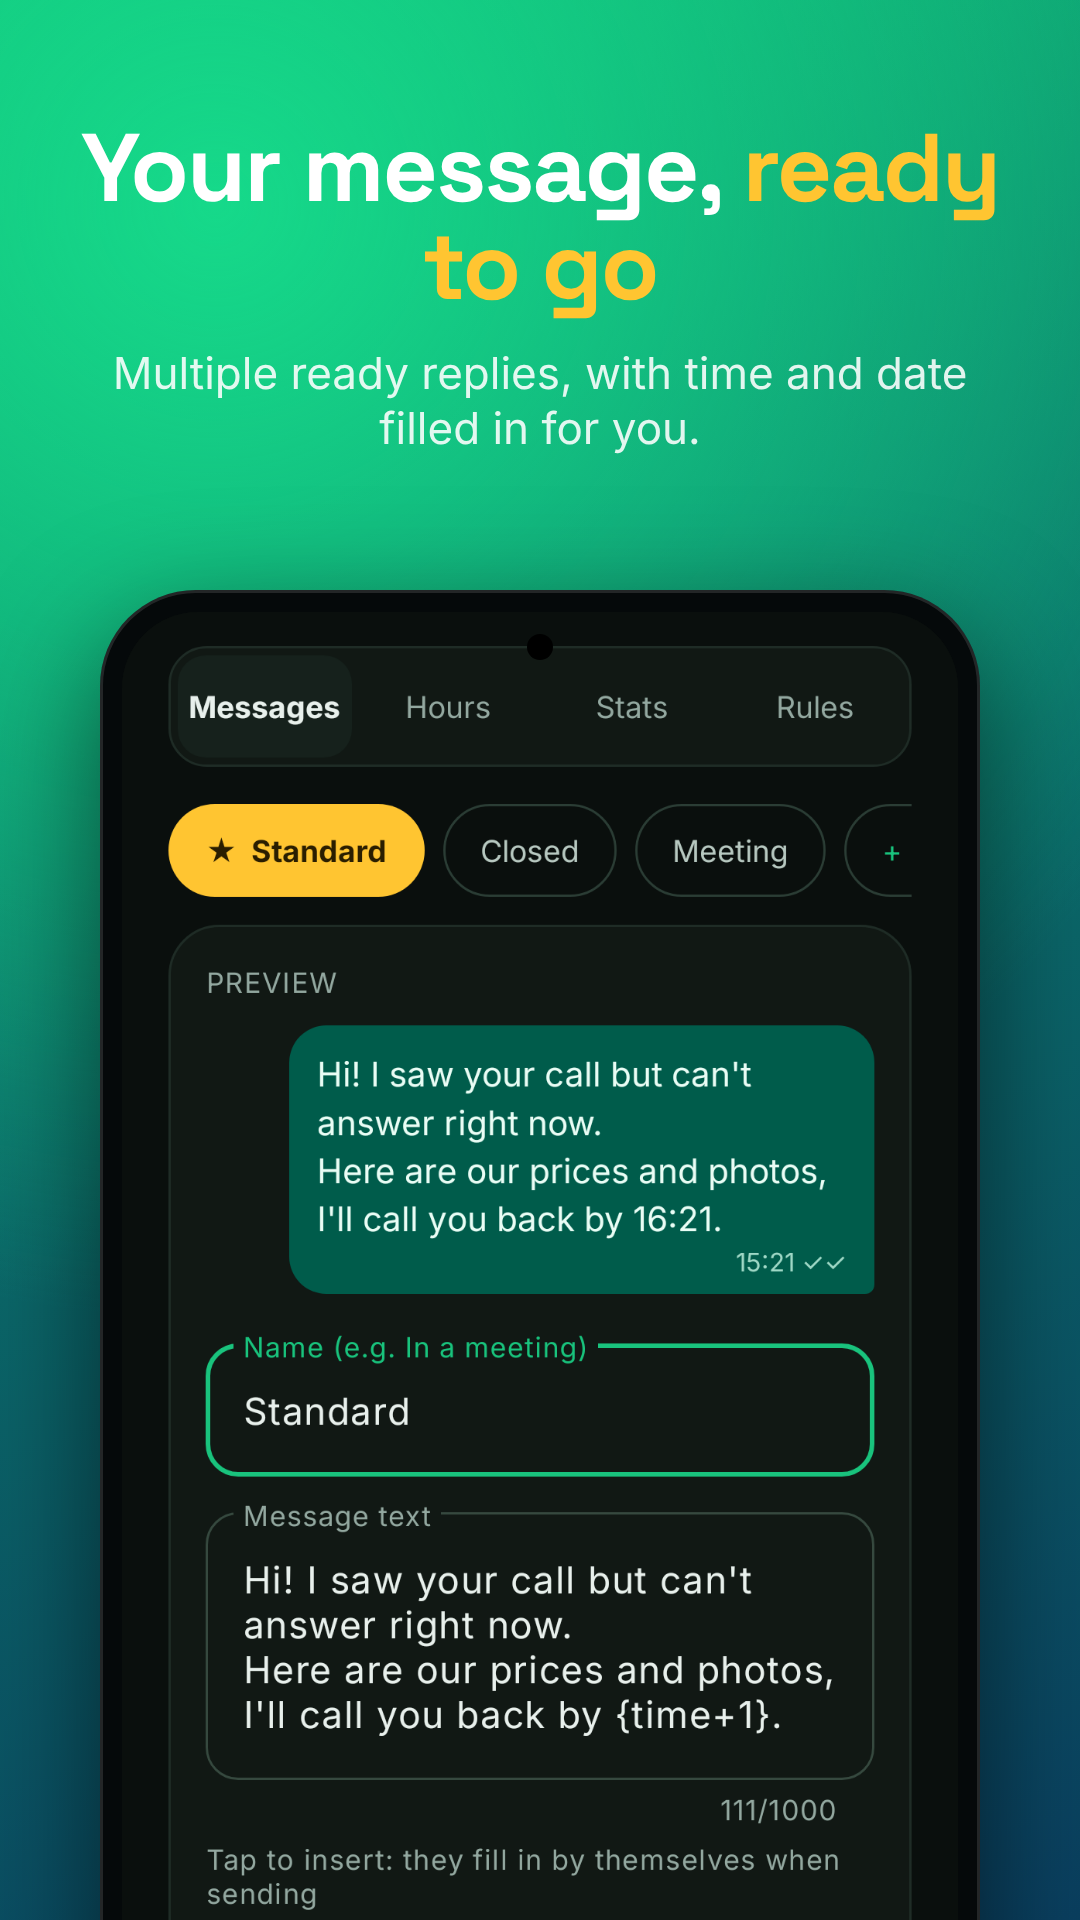 Your message, ready
to go
Multiple ready replies, with time and date
filled in for you.
Messages Hours Stats Rules
★ Standard Closed Meeting +
PREVIEW
Hi! I saw your call but can't
answer right now.
Here are our prices and photos,
I'll call you back by 16:21.
15:21 ✓✓
Name (e.g. In a meeting)
Standard
Message text
Hi! I saw your call but can't
answer right now.
Here are our prices and photos,
I'll call you back by {time+1}.
111/1000
Tap to insert: they fill in by themselves when
sending